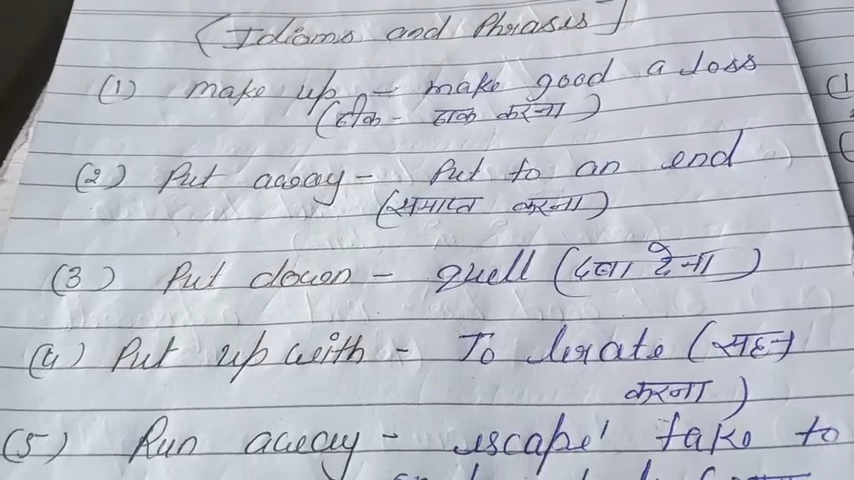 (Idioms and Phrases)
(1) make up - make good a loss
(ठीक - ठाक करना)
(2) Put away - Put to an end
(समाप्त करना)
(3) Put down - quell (दबा देना)
(4) Put up with - To lerate (सहन
करना)
(5) Run away - escape' take to